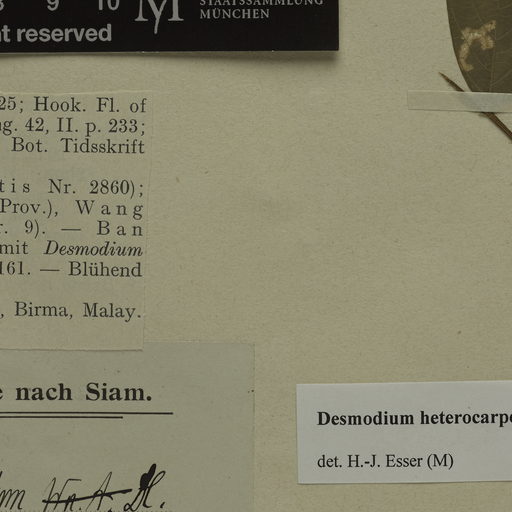 8 9 10
STAATSSAMMLUNG
MÜNCHEN
nt reserved
25; Hook. Fl. of
g. 42, II. p. 233;
Bot. Tidsskrift
tis Nr. 2860);
Prov.), Wang
r. 9). — Ban
mit Desmodium
161. — Blühend
, Birma, Malay.
e nach Siam.
Desmodium heterocarpo
det. H.-J. Esser (M)